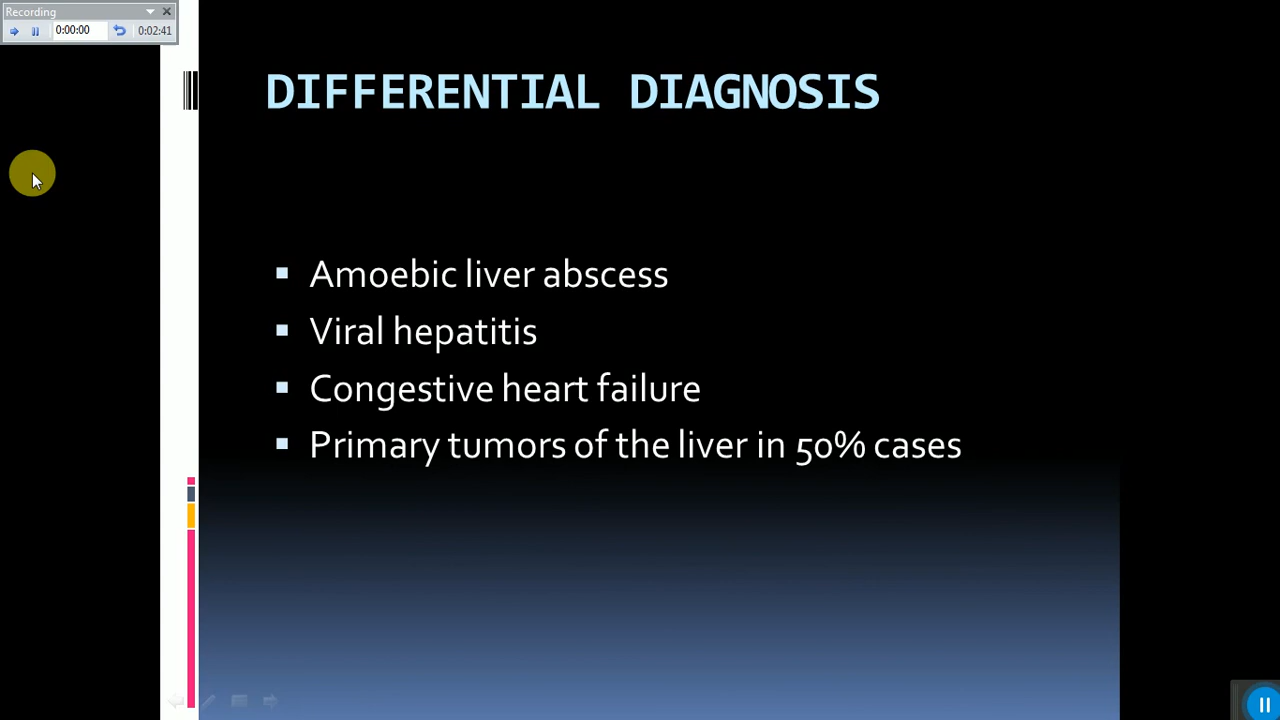 Recording
0:00:00
0:02:41
DIFFERENTIAL DIAGNOSIS
Amoebic liver abscess
Viral hepatitis
Congestive heart failure
Primary tumors of the liver in 50% cases